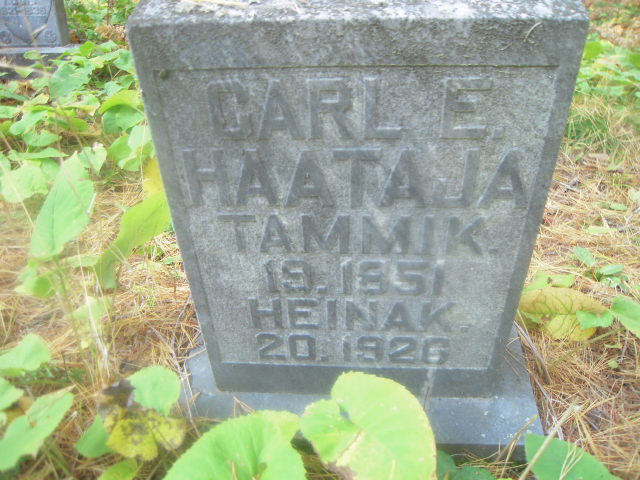 CARL E.
HAATAJA
TAMMIK.
19. 1851
HEINAK.
20. 1926